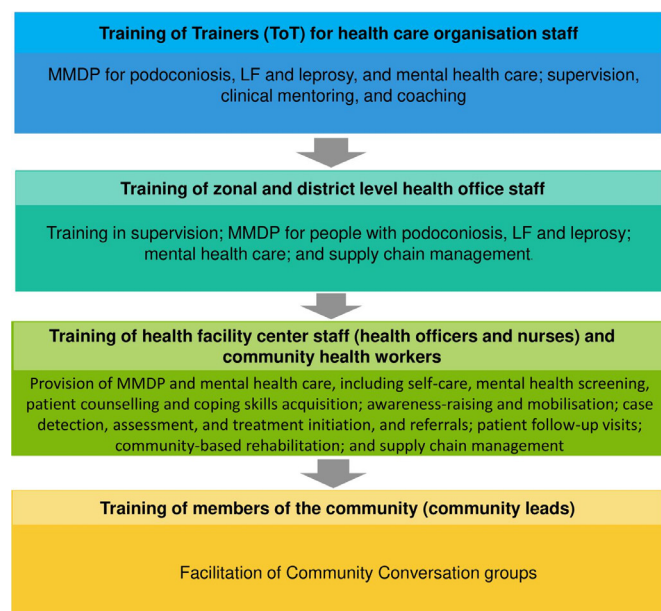 Training of Trainers (ToT) for health care organisation staff
MMDP for podoconiosis, LF and leprosy, and mental health care; supervision,
clinical mentoring, and coaching
Training of zonal and district level health office staff
Training in supervision; MMDP for people with podoconiosis, LF and leprosy;
mental health care; and supply chain management.
Training of health facility center staff (health officers and nurses) and
community health workers
Provision of MMDP and mental health care, including self-care, mental health screening,
patient counselling and coping skills acquisition; awareness-raising and mobilisation; case
detection, assessment, and treatment initiation, and referrals; patient follow-up visits;
community-based rehabilitation; and supply chain management
Training of members of the community (community leads)
Facilitation of Community Conversation groups